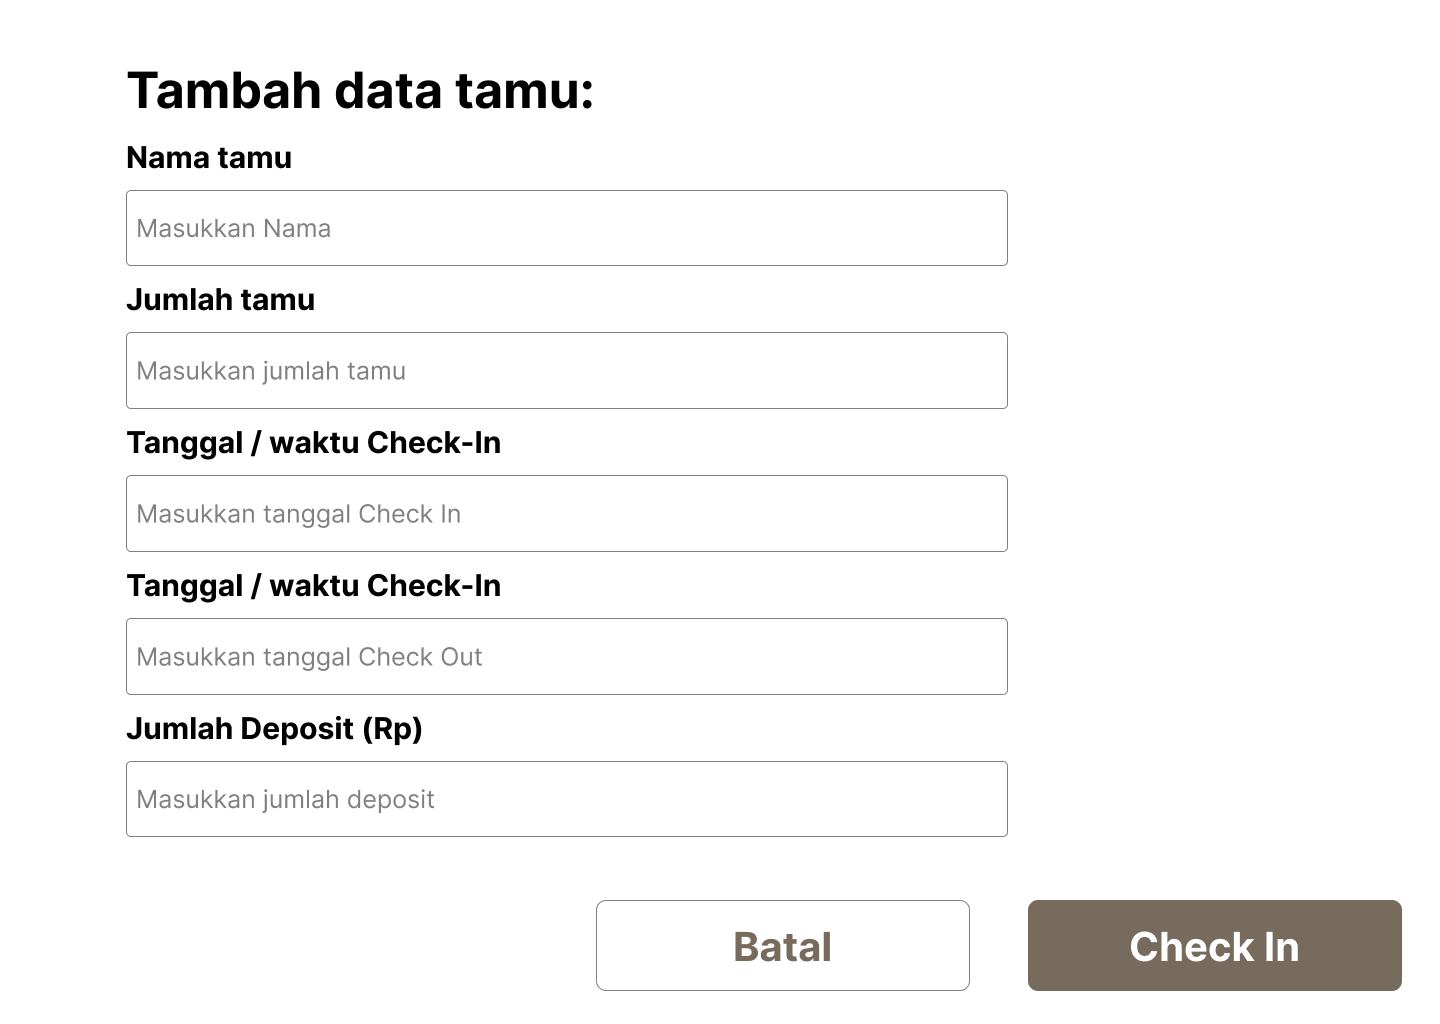 Tambah data tamu:
Nama tamu
Masukkan Nama
Jumlah tamu
Masukkan jumlah tamu
Tanggal / waktu Check-In
Masukkan tanggal Check In
Tanggal / waktu Check-In
Masukkan tanggal Check Out
Jumlah Deposit (Rp)
Masukkan jumlah deposit
Batal
Check In